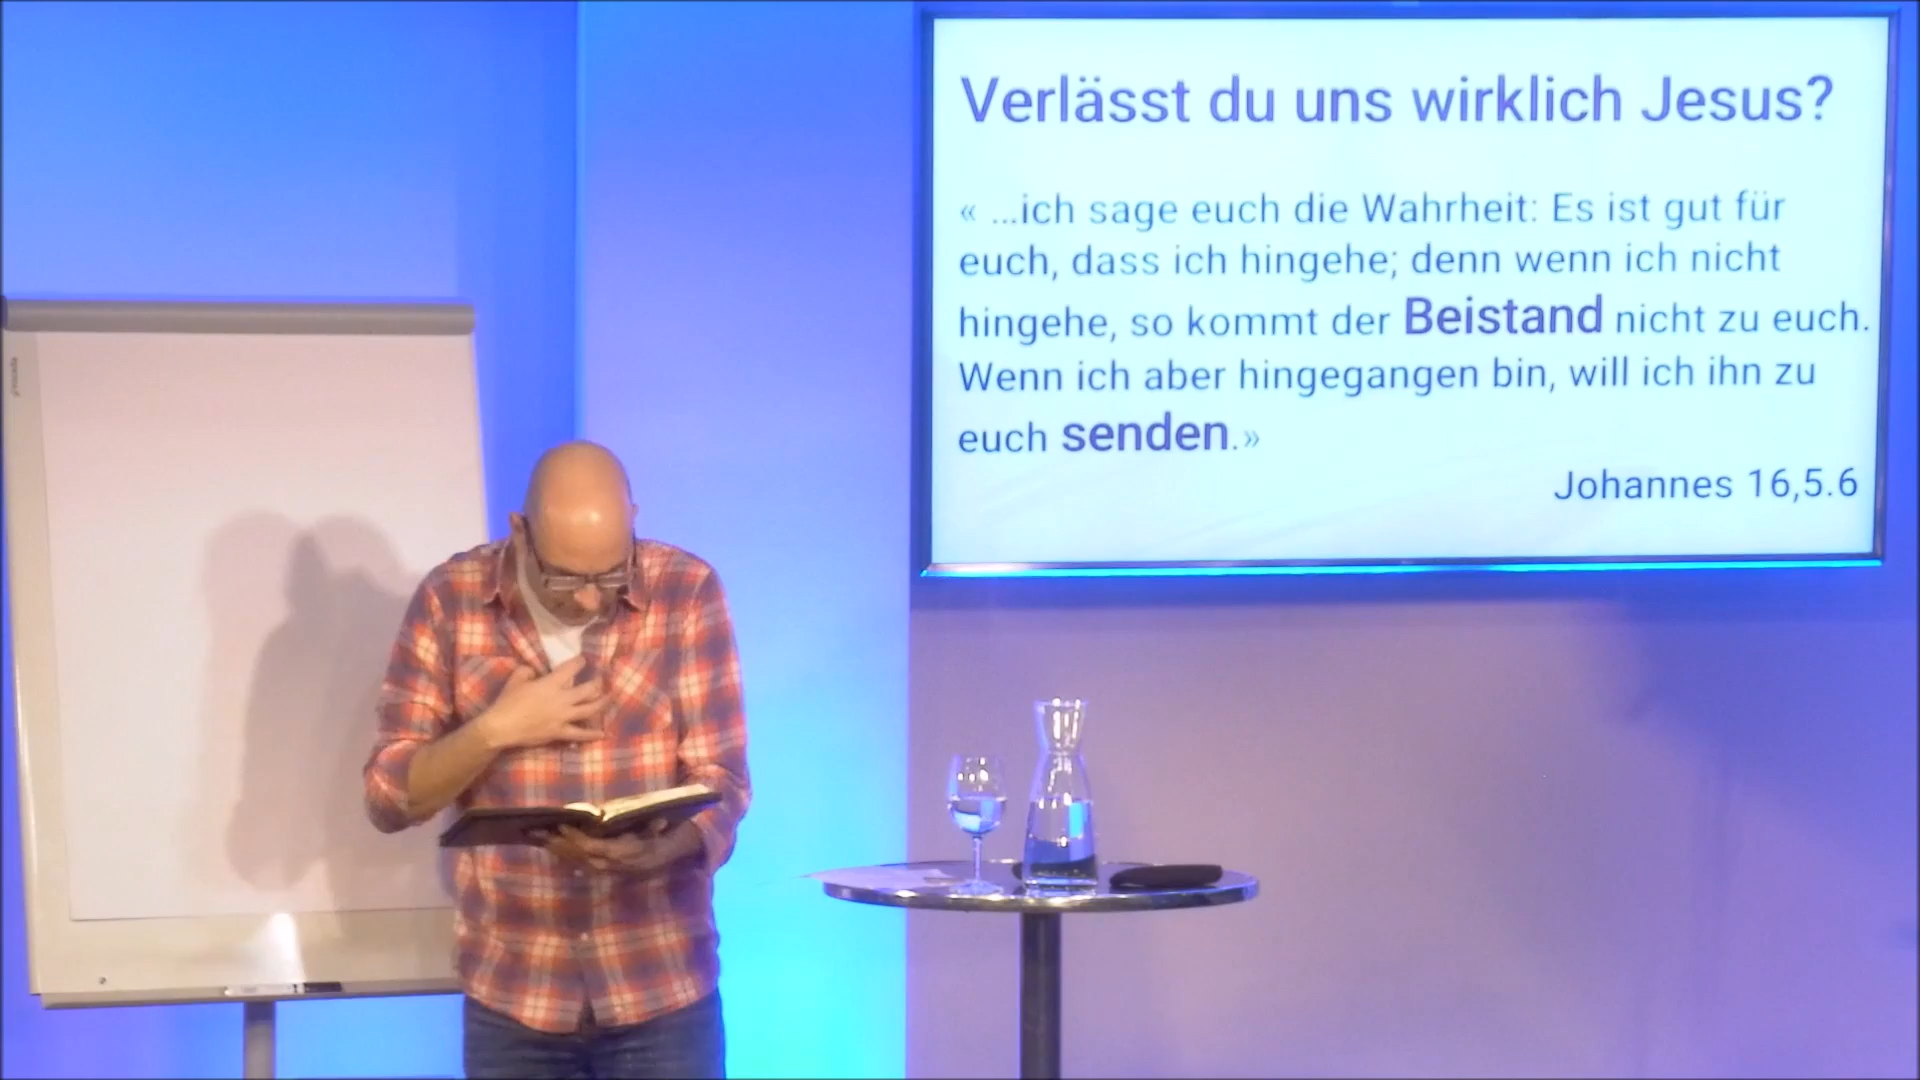 Verlässt du uns wirklich Jesus?
« ...ich sage euch die Wahrheit: Es ist gut für
euch, dass ich hingehe; denn wenn ich nicht
hingehe, so kommt der Beistand nicht zu euch.
Wenn ich aber hingegangen bin, will ich ihn zu
euch senden.»
Johannes 16,5.6